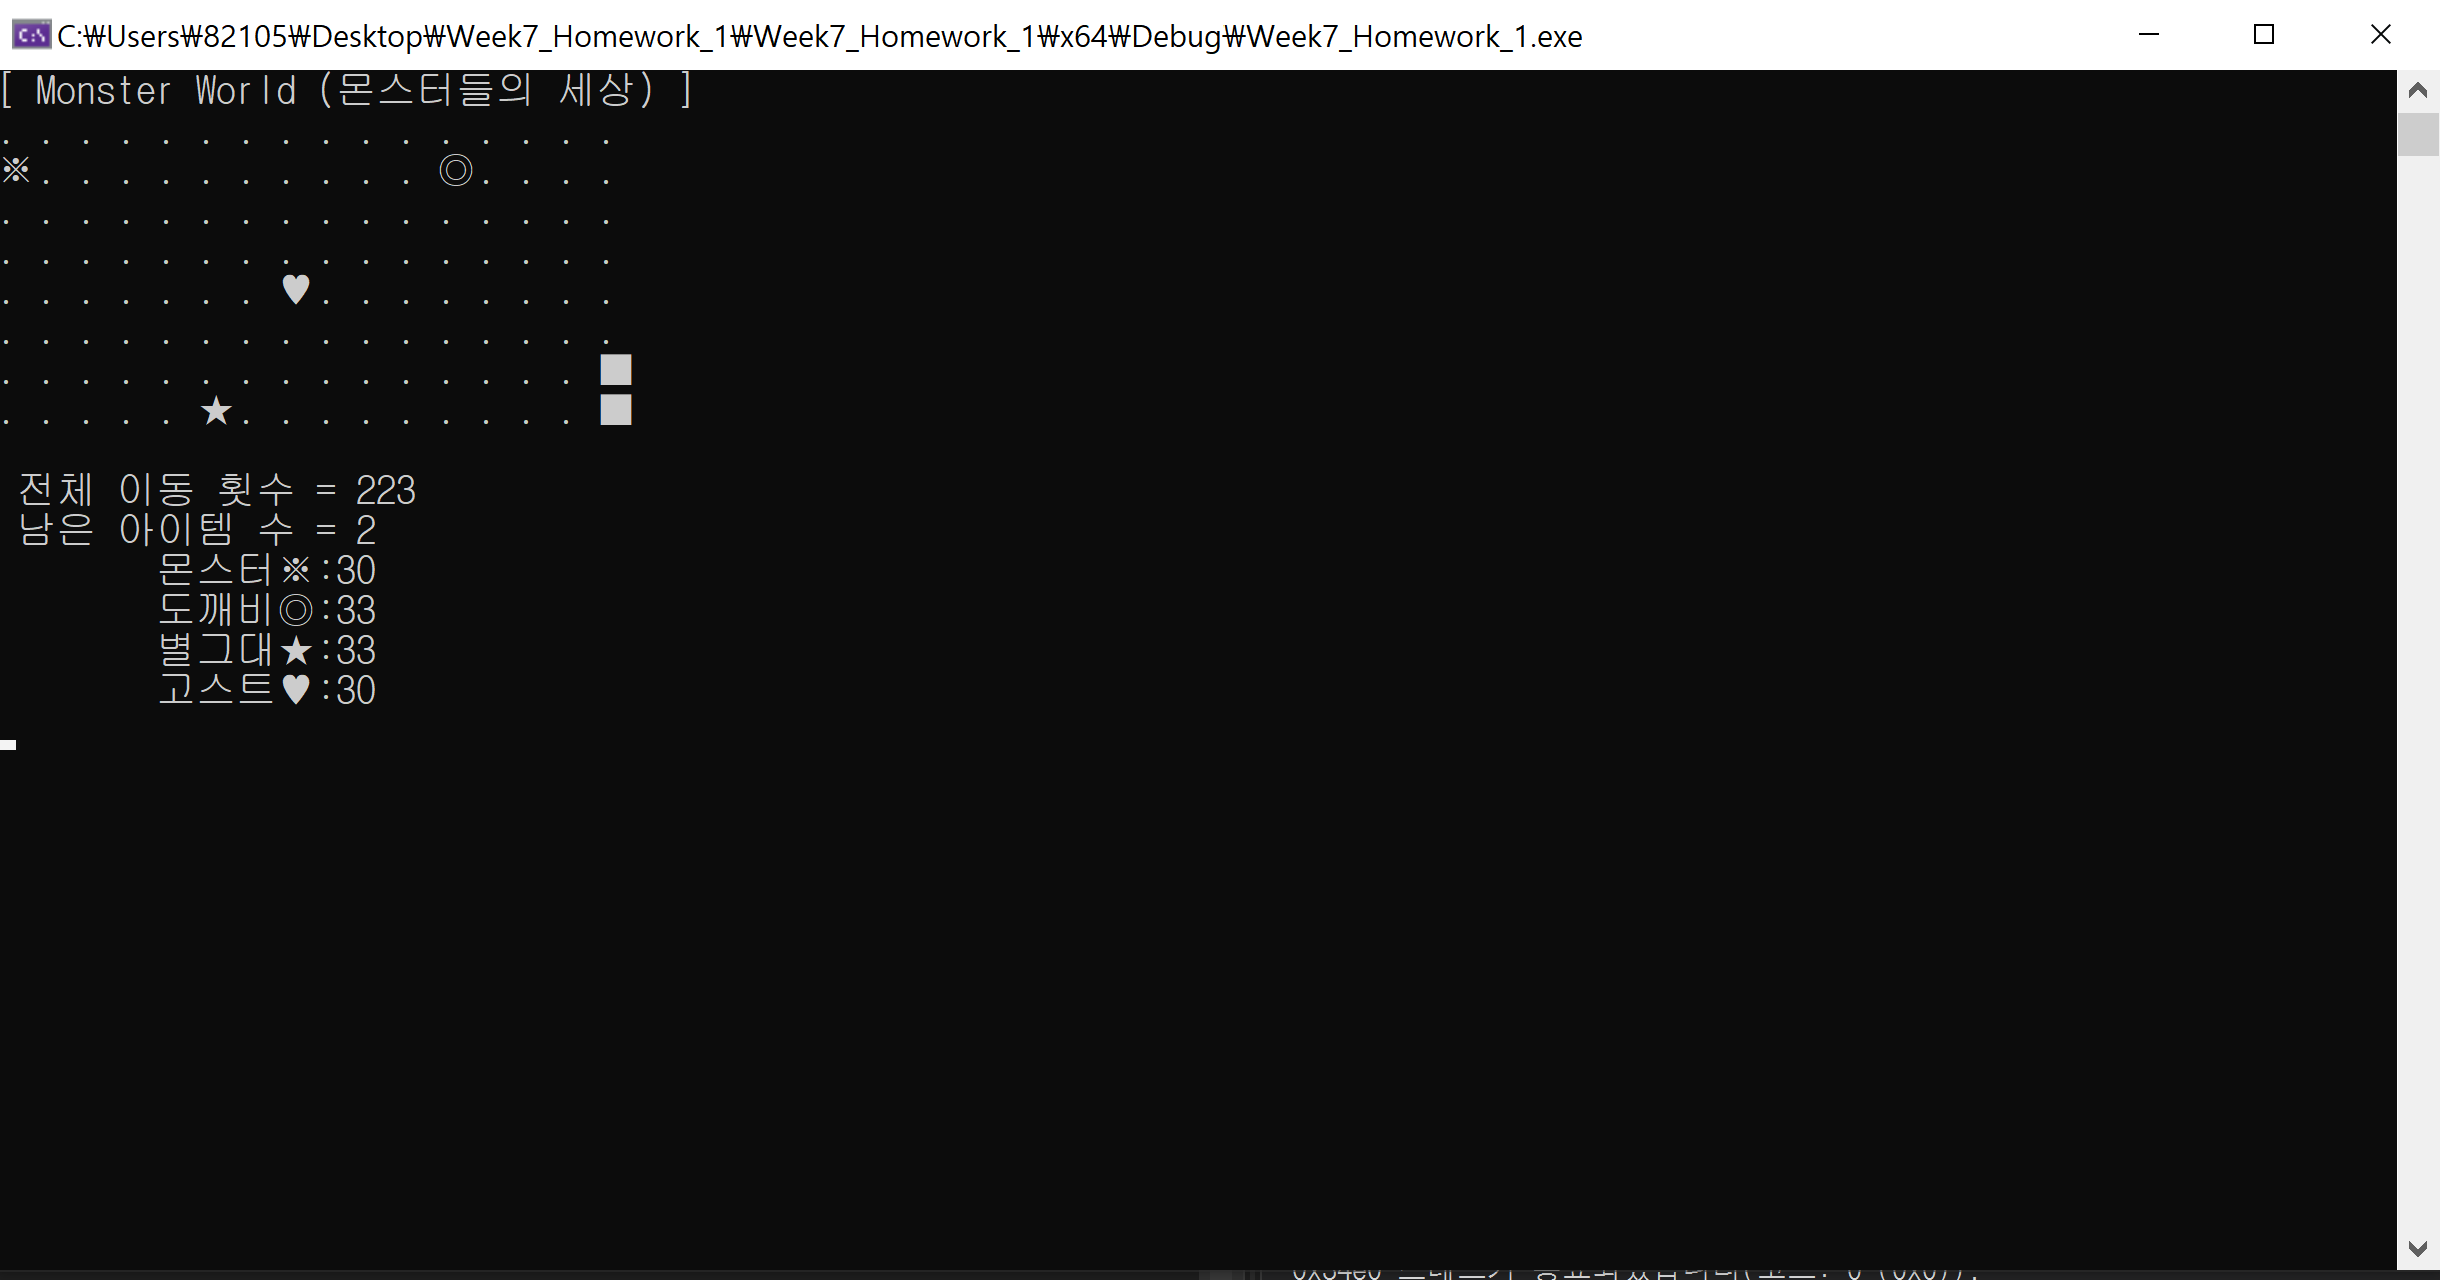 C:₩Users₩82105₩Desktop₩Week7_Homework_1₩Week7_Homework_1₩x64₩Debug₩Week7_Homework_1.exe
[ Monster World (몬스터들의 세상) ]
. . . . . . . . . . . . . . . .
※. . . . . . . . . . ◎. . . .
. . . . . . . . . . . . . . . .
. . . . . . . . . . . . . . . .
. . . . . . . ♥. . . . . . . .
. . . . . . . . . . . . . . . .
. . . . . . . . . . . . . . . ■
. . . . . ★. . . . . . . . . ■
전체 이동 횟수 = 223
남은 아이템 수 = 2
몬스터※:30
도깨비◎:33
별그대★:33
고스트♥:30